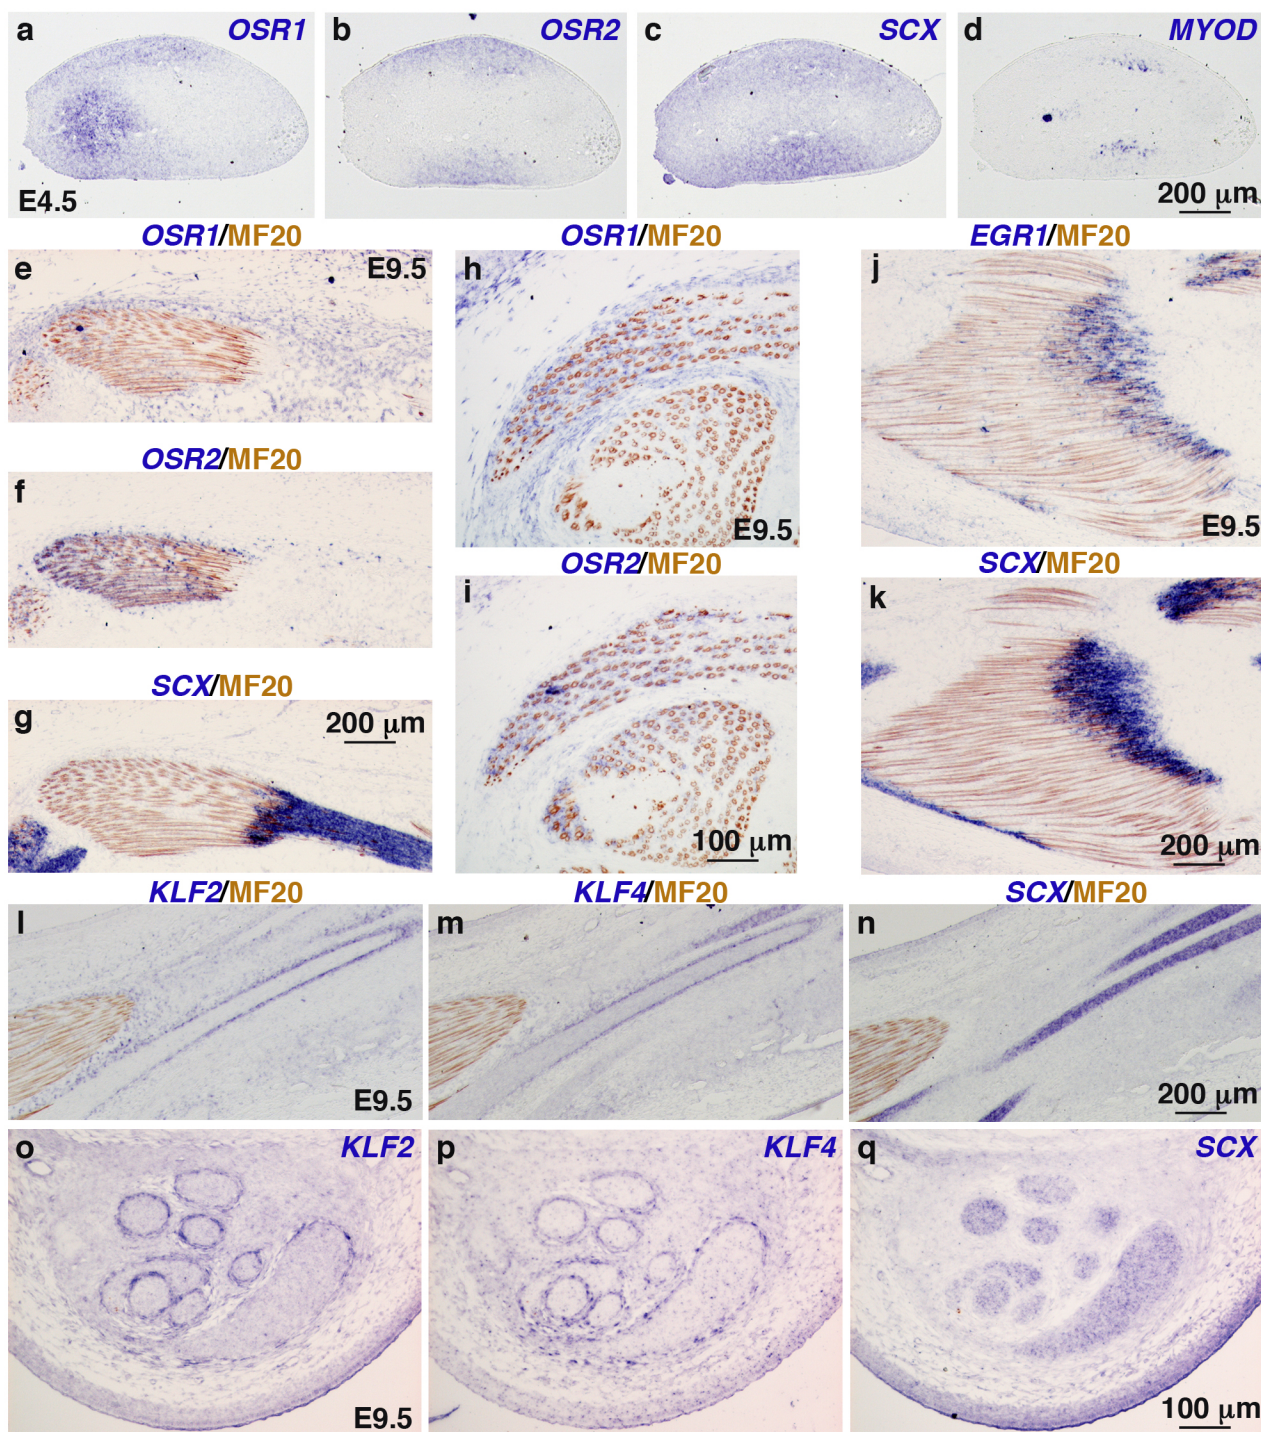 a OSR1 b OSR2 c SCX d MYOD
E4.5 200 μm
OSR1/MF20 OSR1/MF20 EGR1/MF20
e E9.5 h j
OSR2/MF20
f
E9.5 E9.5
OSR2/MF20 SCX/MF20
i k
SCX/MF20
g 200 μm
100 μm 200 μm
KLF2/MF20 KLF4/MF20 SCX/MF20
l m n
E9.5 200 μm
o KLF2 p KLF4 q SCX
E9.5 100 μm